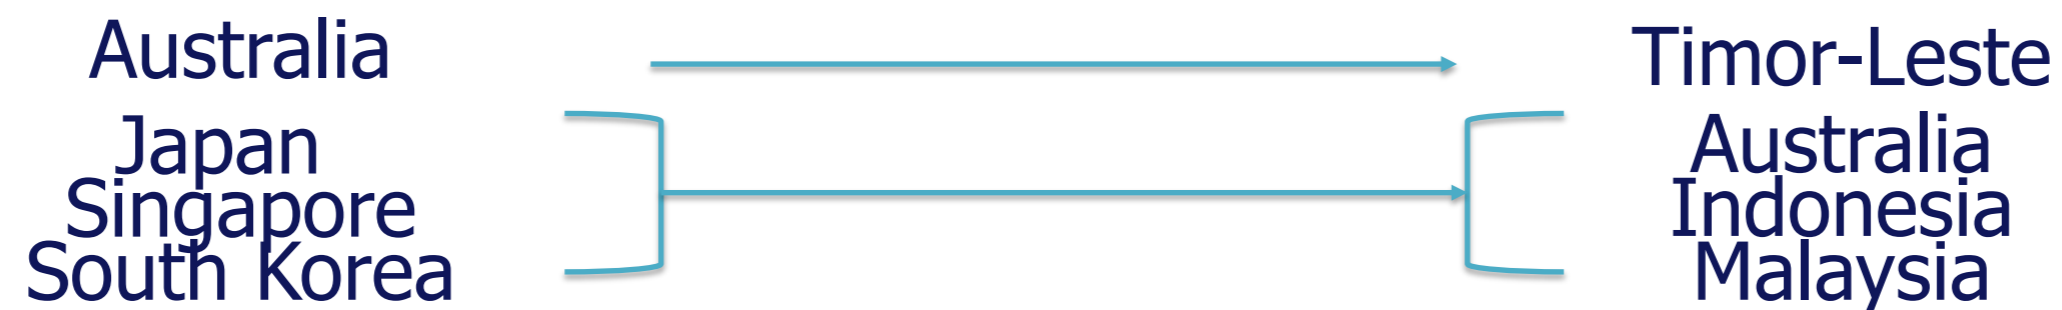 Australia
Japan
Singapore
South Korea
Timor-Leste
Australia
Indonesia
Malaysia